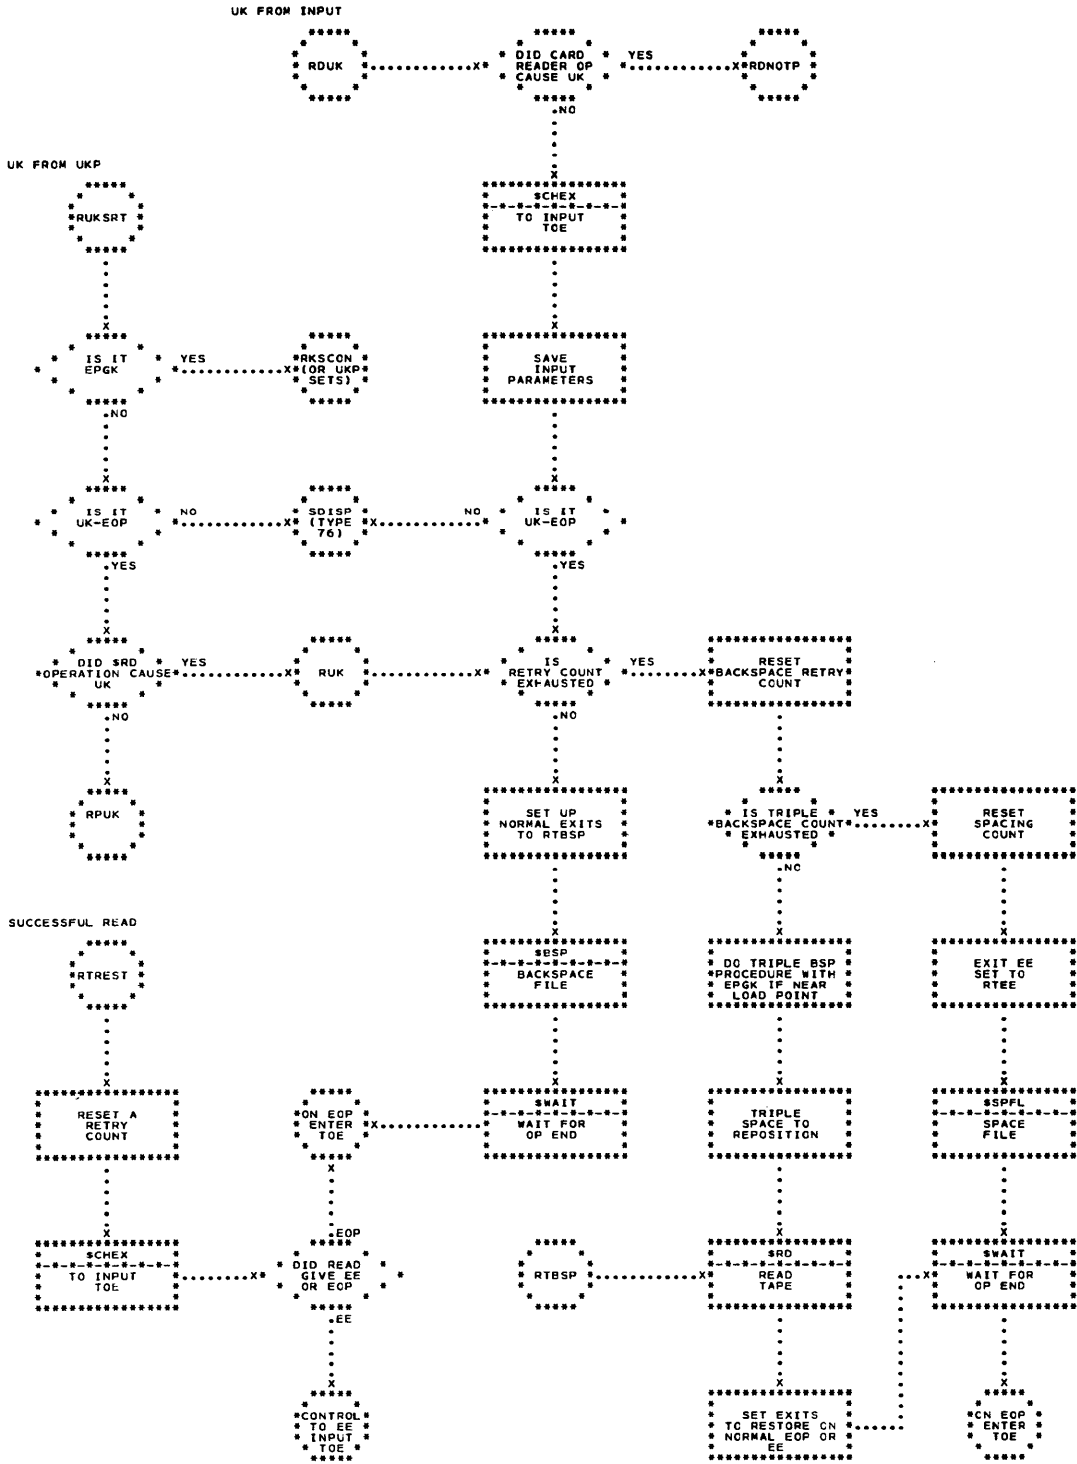 UK FROM INPUT
RDUK
DID CARD
READER OP
CAUSE UK
YES
RDNOTP
NO
UK FROM UKP
RUKSRT
$CHEX
TO INPUT
TOE
IS IT
EPGK
YES
RKSCON
(OR UKP
SETS)
SAVE
INPUT
PARAMETERS
NO
IS IT
UK-EOP
NO
SDISP
(TYPE
76)
NO
IS IT
UK-EOP
YES
YES
DID $RD
OPERATION CAUSE
UK
YES
RUK
IS
RETRY COUNT
EXHAUSTED
YES
RESET
BACKSPACE RETRY
COUNT
NO
NO
RPUK
SET UP
NORMAL EXITS
TO RTBSP
IS TRIPLE
BACKSPACE COUNT
EXHAUSTED
YES
RESET
SPACING
COUNT
NO
SUCCESSFUL READ
RTREST
$BSP
BACKSPACE
FILE
DO TRIPLE BSP
PROCEDURE WITH
EPGK IF NEAR
LOAD POINT
EXIT EE
SET TO
RTEE
RESET A
RETRY
COUNT
ON EOP
ENTER
TOE
$WAIT
WAIT FOR
OP END
TRIPLE
SPACE TO
REPOSITION
$SPFL
SPACE
FILE
EOP
$CHEX
TO INPUT
TOE
DID READ
GIVE EE
OR EOP
RTBSP
$RD
READ
TAPE
$WAIT
WAIT FOR
OP END
EE
CONTROL
TO EE
INPUT
TOE
SET EXITS
TO RESTORE ON
NORMAL EOP OR
EE
ON EOP
ENTER
TOE